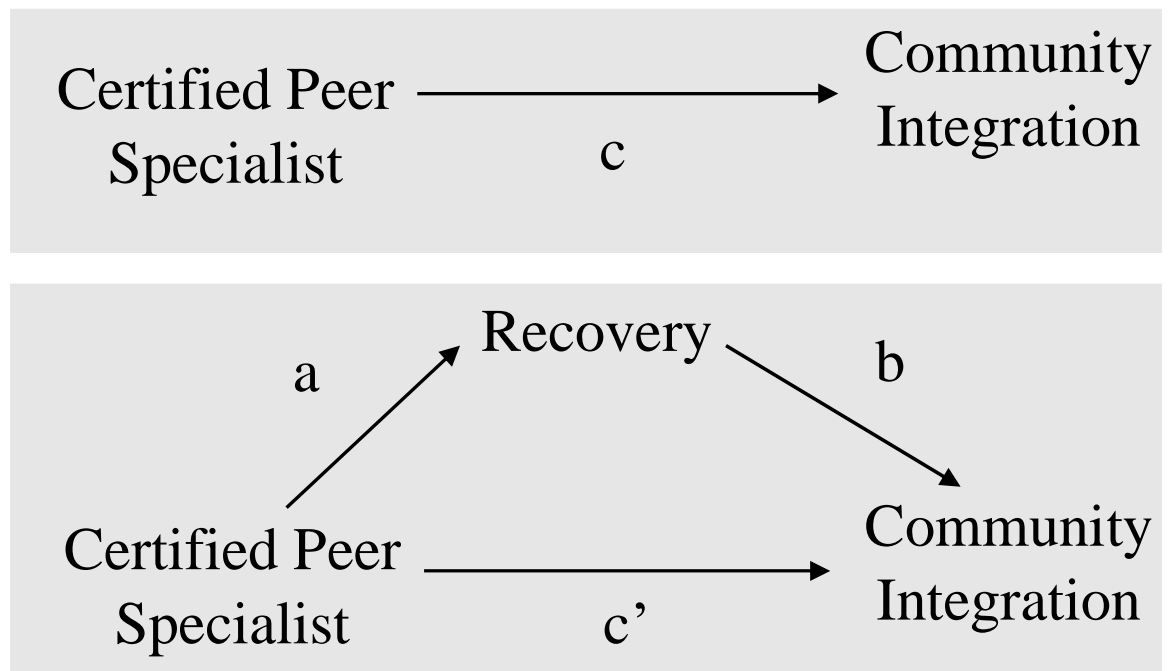 Certified Peer
Specialist
c
Community
Integration
Recovery
a
b
Certified Peer
Specialist
c’
Community
Integration